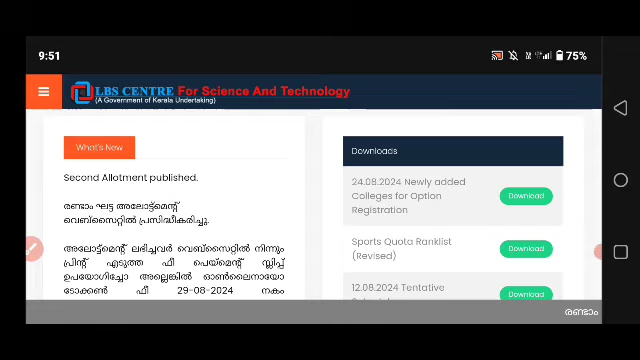 9:51
75%
LBS CENTRE For Science And Technology
(A Government of Kerala Undertaking)
What's New
Second Allotment published.
രണ്ടാം ഘട്ട അലോട്ട്മെന്റ്
വെബ്സൈറ്റിൽ പ്രസിദ്ധീകരിച്ചു.
അലോട്ട്മെന്റ് ലഭിച്ചവർ വെബ്സൈറ്റിൽ നിന്നും
പ്രിന്റ് എടുത്ത ഫീ പെയ്മെന്റ് സ്ലിപ്പ്
ഉപയോഗിച്ചോ അല്ലെങ്കിൽ ഓൺലൈനായോ
ടോക്കൺ ഫീ 29-08-2024 നകം
Downloads
24.08.2024 Newly added
Colleges for Option
Registration
Download
Sports Quota Ranklist
(Revised)
Download
12.08.2024 Tentative
Download
രണ്ടാം